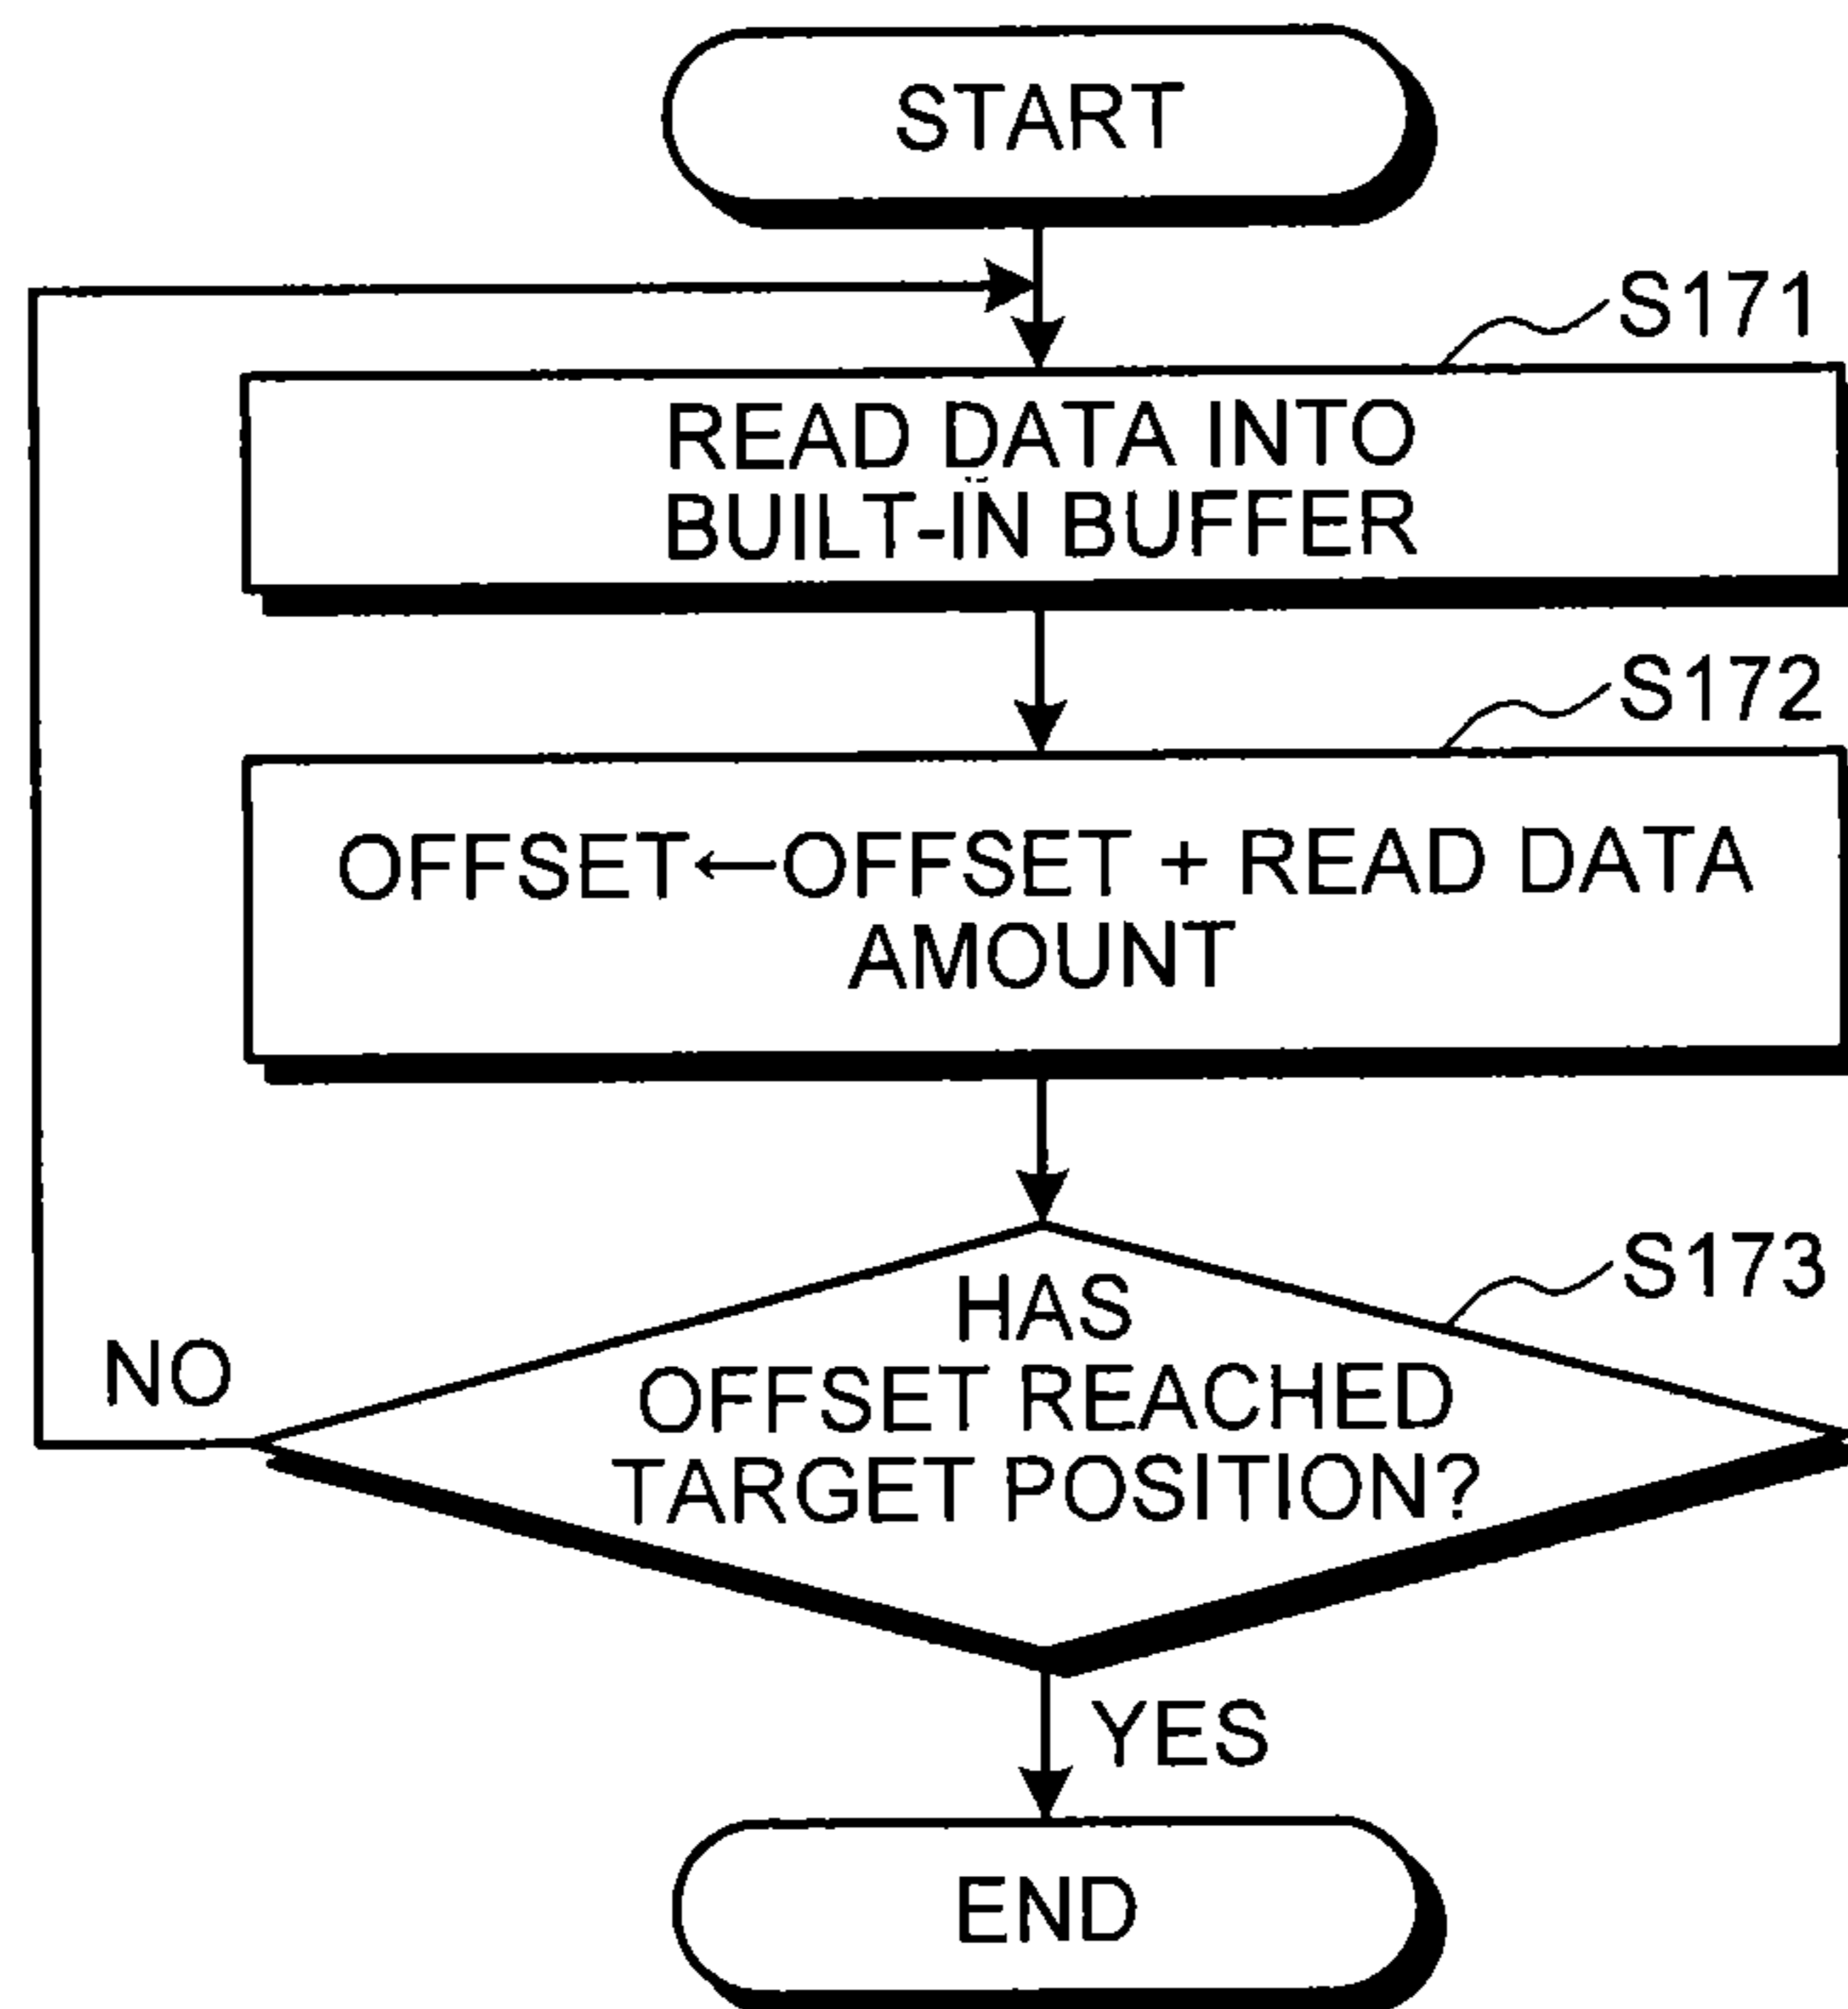 START
S171
READ DATA INTO
BUILT-IN BUFFER
S172
OFFSET←OFFSET + READ DATA
AMOUNT
S173
HAS
OFFSET REACHED
TARGET POSITION?
NO
YES
END